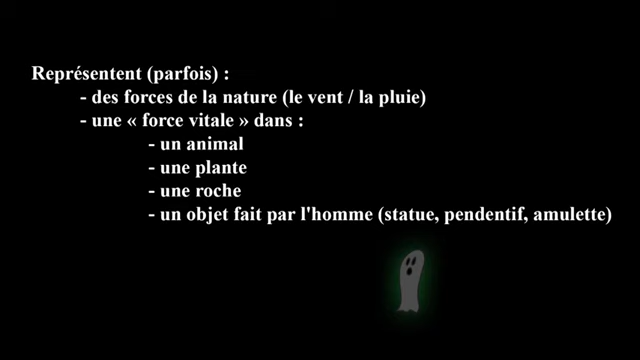 Représentent (parfois) :
- des forces de la nature (le vent / la pluie)
- une « force vitale » dans :
- un animal
- une plante
- une roche
- un objet fait par l'homme (statue, pendentif, amulette)